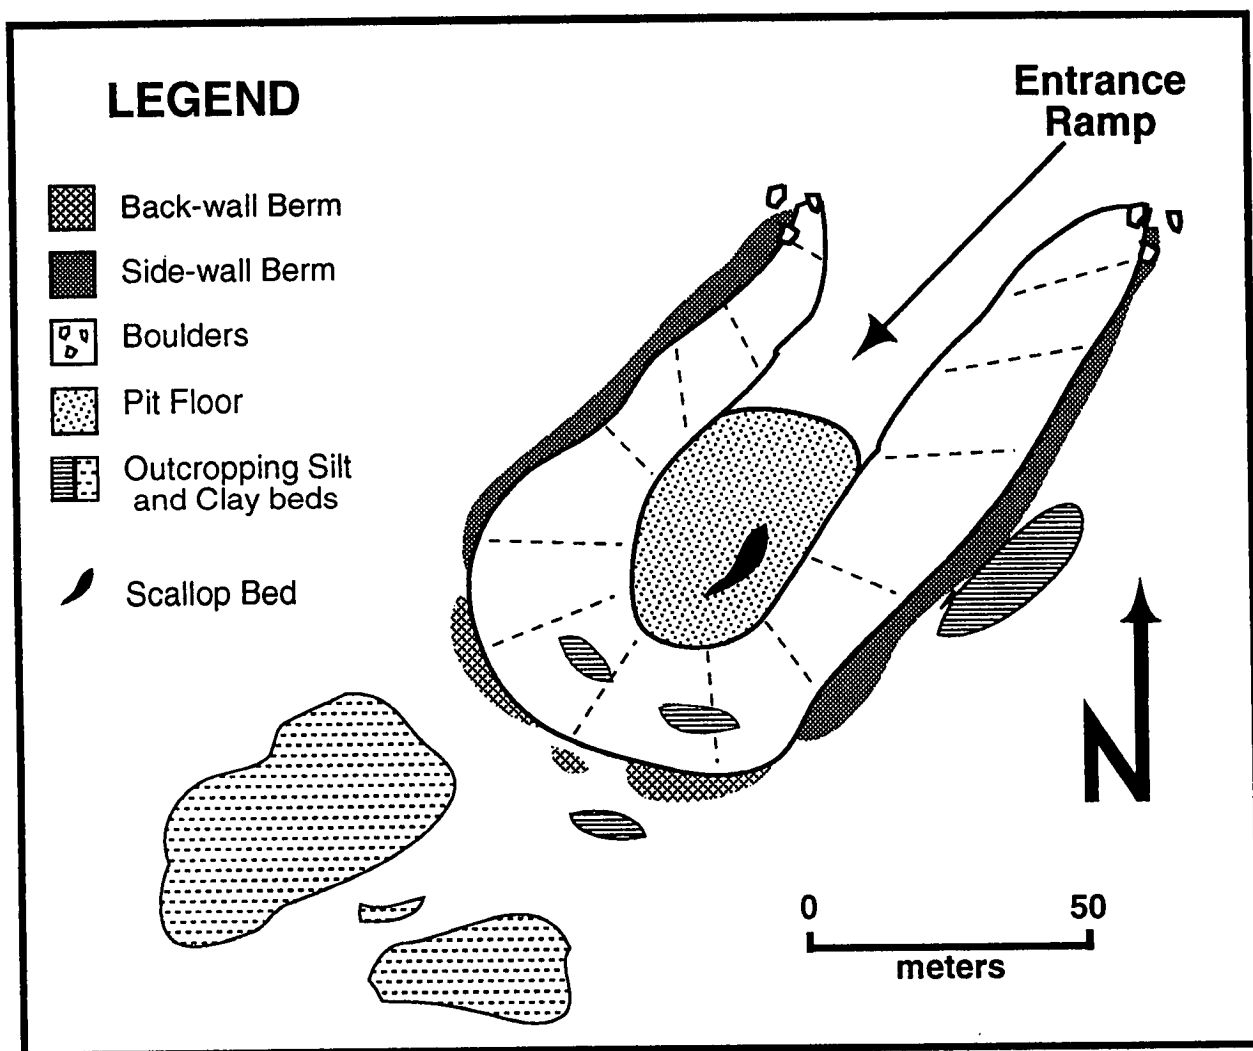 LEGEND
Back-wall Berm
Side-wall Berm
Boulders
Pit Floor
Outcropping Silt
and Clay beds
Scallop Bed
Entrance
Ramp
N
0 50
meters